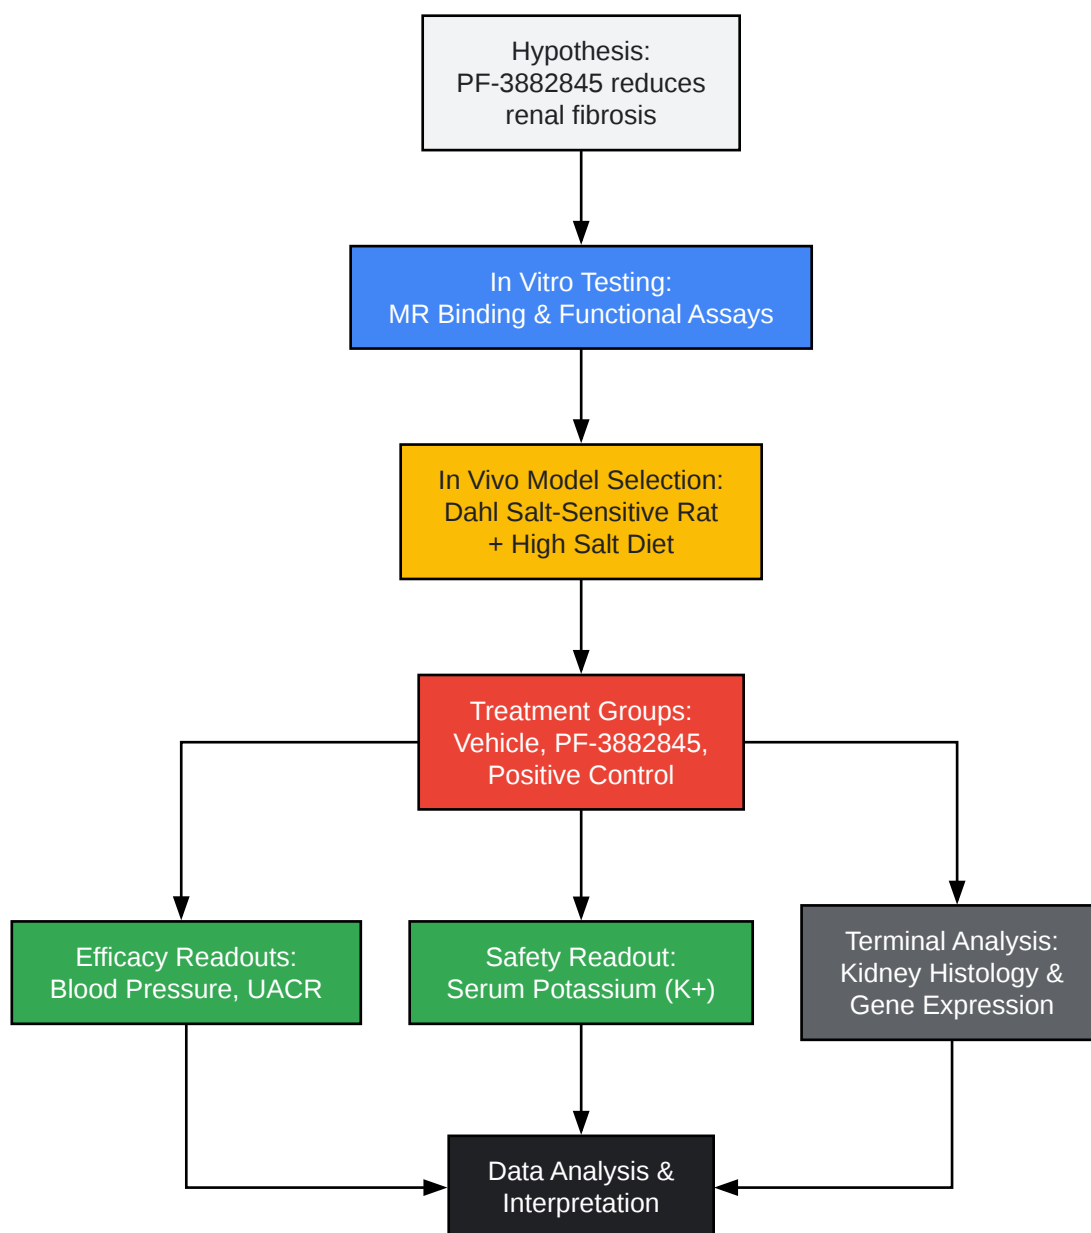 Hypothesis:
PF-3882845 reduces
renal fibrosis
In Vitro Testing:
MR Binding & Functional Assays
In Vivo Model Selection:
Dahl Salt-Sensitive Rat
+ High Salt Diet
Treatment Groups:
Vehicle, PF-3882845,
Positive Control
Efficacy Readouts:
Blood Pressure, UACR
Safety Readout:
Serum Potassium (K+)
Terminal Analysis:
Kidney Histology &
Gene Expression
Data Analysis &
Interpretation